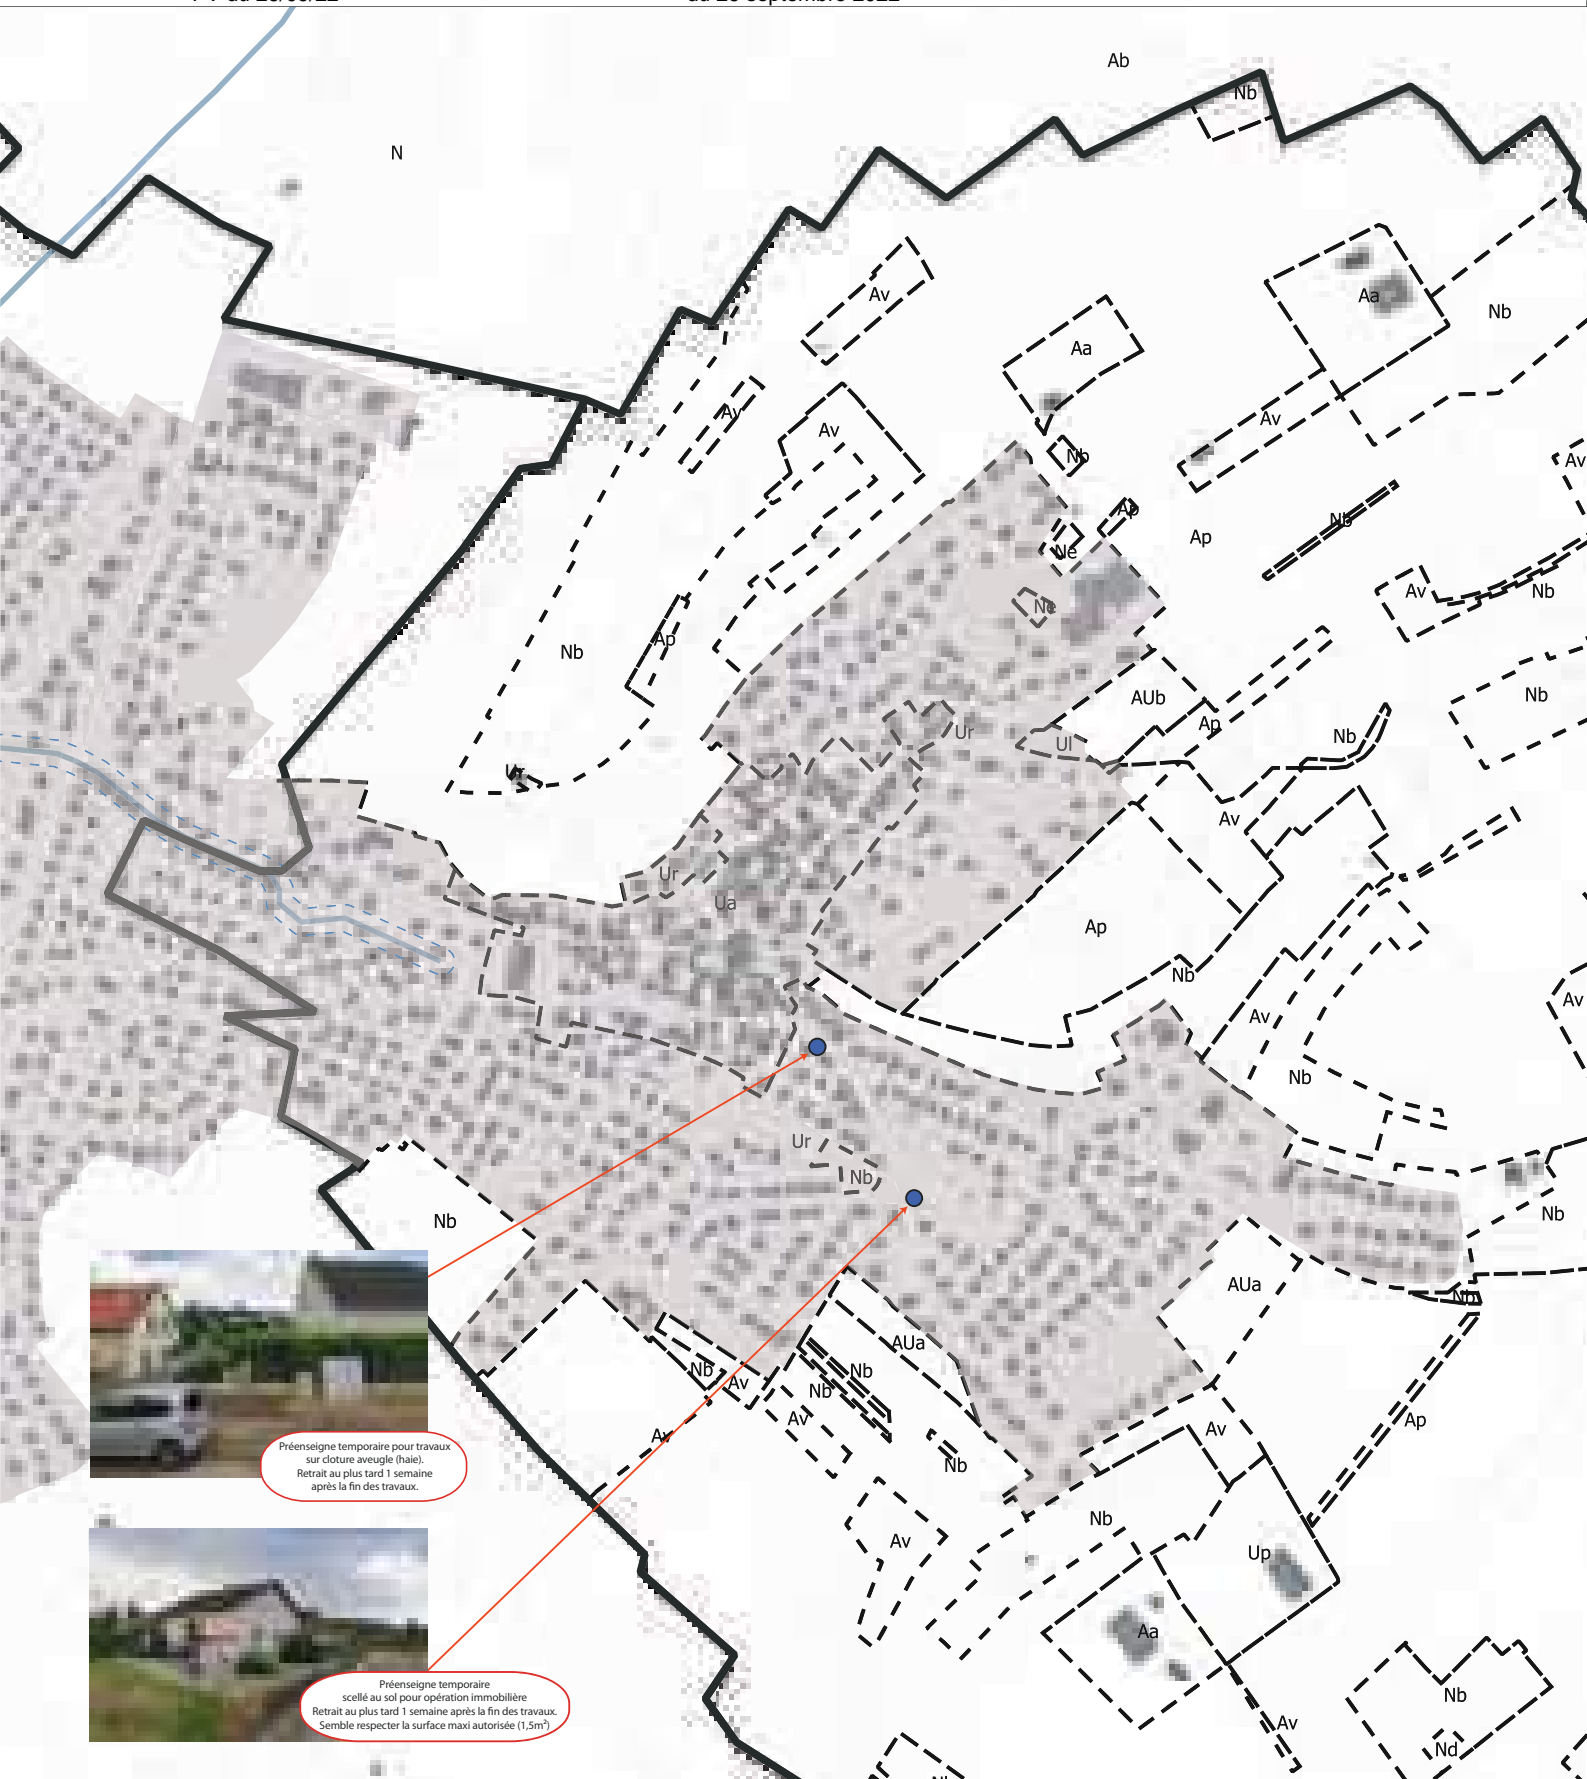 Ab
Nb
N
Av
Aa
Nb
Aa
Av
Av
Av
Nb
Av
Ap
Nb
Ap
Ne
Av
Nb
Ne
Ap
Nb
Nb
AUb
Ap
Ur
Ul
Nb
Ur
Av
Ur
Ua
Ap
Nb
Av
Av
Nb
Ur
Nb
Nb
Nb
AUa
Nb
AUa
Nb
Nb
Av
Nb
Av
Ap
Av
Av
Nb
Préenseigne temporaire pour travaux
sur cloture aveugle (haie).
Retrait au plus tard 1 semaine
après la fin des travaux.
Nb
Av
Up
Aa
Préenseigne temporaire
scellé au sol pour opération immobilière
Retrait au plus tard 1 semaine après la fin des travaux.
Semble respecter la surface maxi autorisée (1,5m²)
Nb
Av
Nd